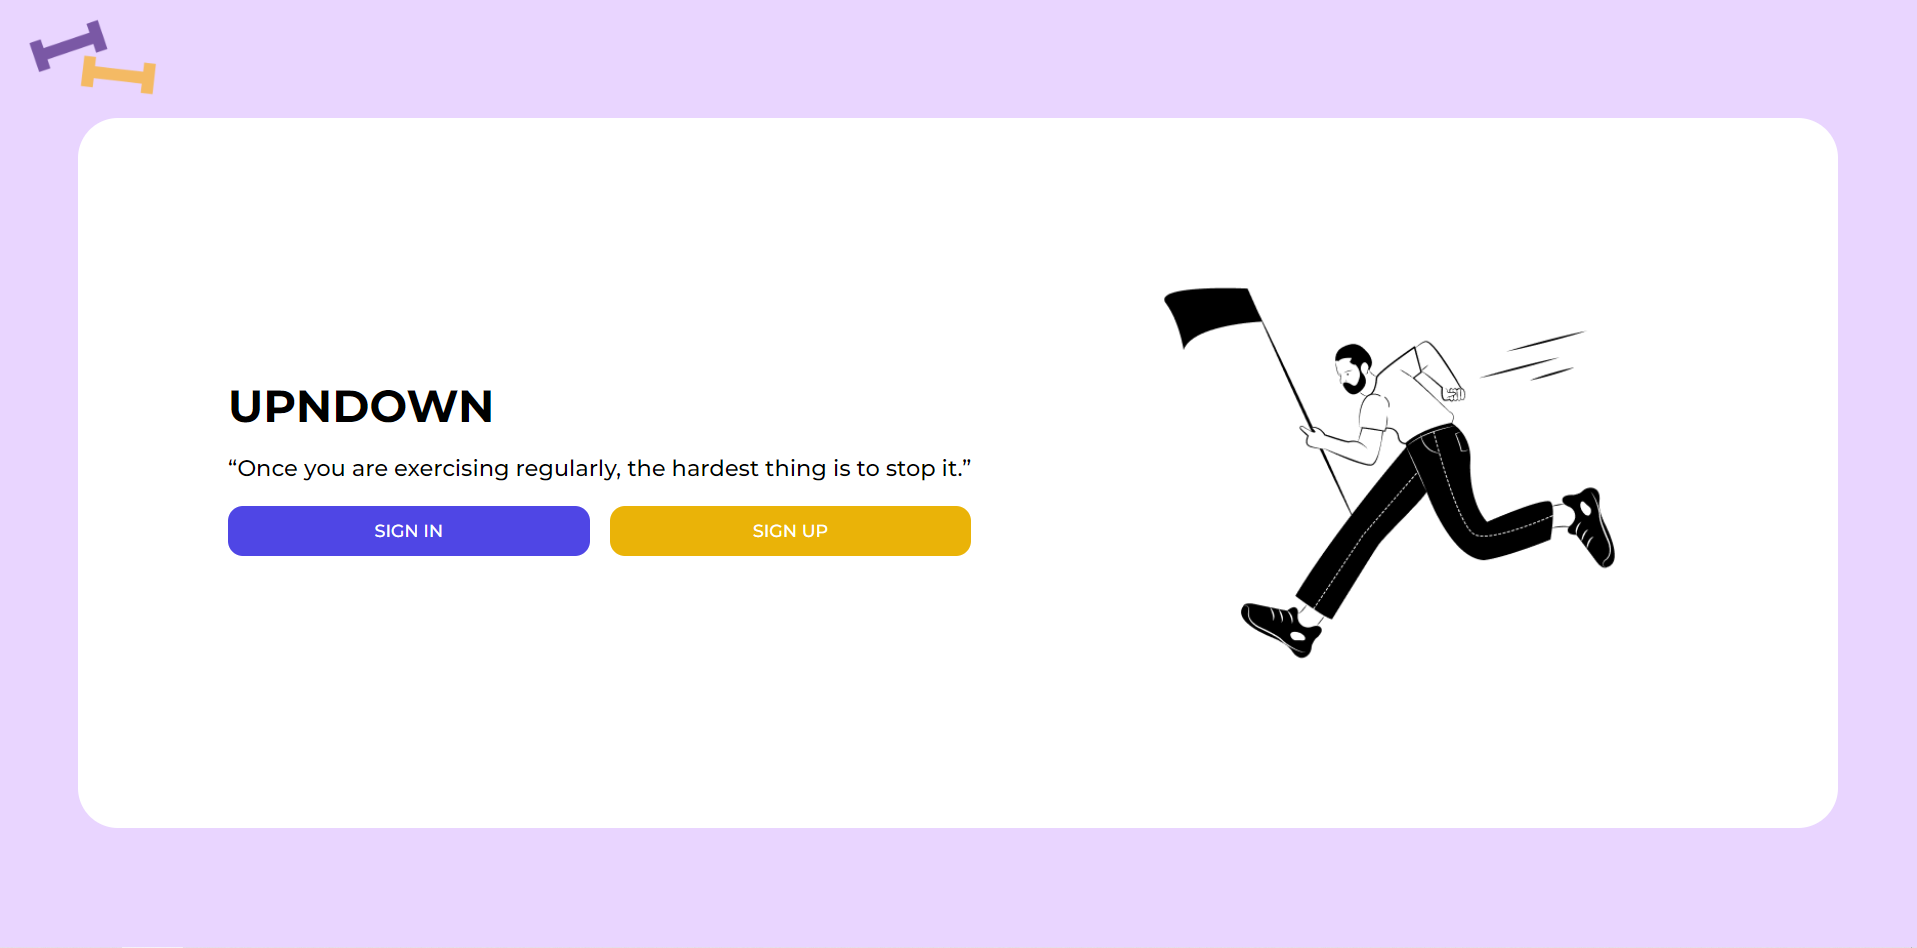 UPNDOWN
“Once you are exercising regularly, the hardest thing is to stop it.”
SIGN IN
SIGN UP